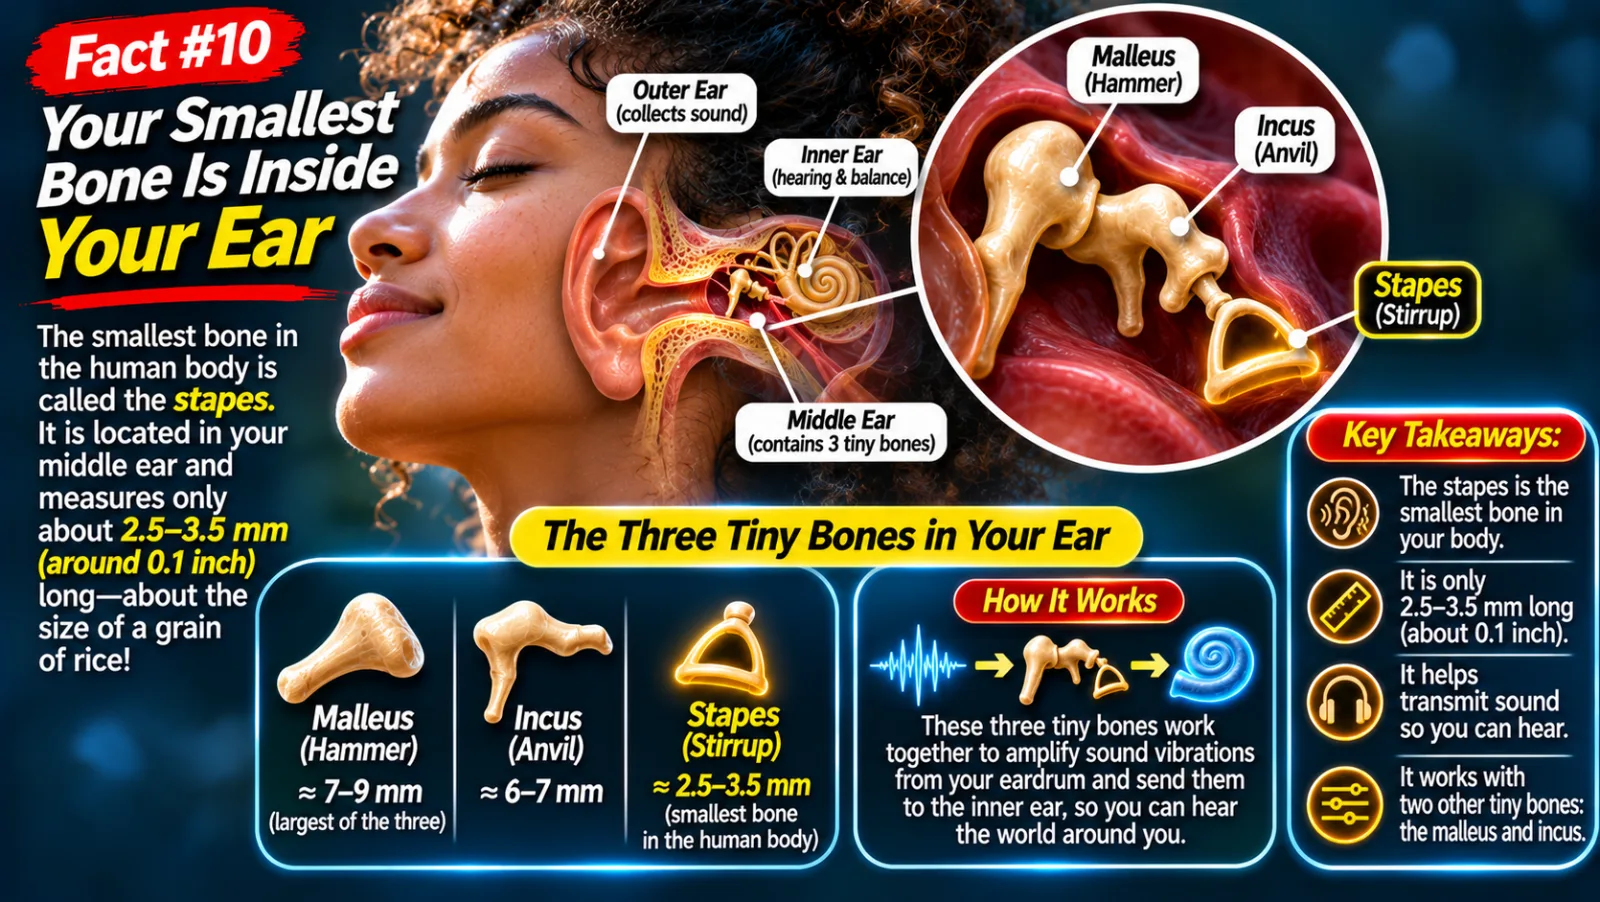 Fact #10
Your Smallest
Bone Is Inside
Your Ear
The smallest bone in
the human body is
called the stapes.
It is located in your
middle ear and
measures only
about 2.5–3.5 mm
(around 0.1 inch)
long—about the
size of a grain
of rice!
Outer Ear
(collects sound)
Inner Ear
(hearing & balance)
Middle Ear
(contains 3 tiny bones)
Malleus
(Hammer)
Incus
(Anvil)
Stapes
(Stirrup)
The Three Tiny Bones in Your Ear
Malleus
(Hammer)
≈ 7–9 mm
(largest of the three)
Incus
(Anvil)
≈ 6–7 mm
Stapes
(Stirrup)
≈ 2.5–3.5 mm
(smallest bone
in the human body)
How It Works
These three tiny bones work
together to amplify sound vibrations
from your eardrum and send them
to the inner ear, so you can hear
the world around you.
Key Takeaways:
The stapes is the
smallest bone in
your body.
It is only
2.5–3.5 mm long
(about 0.1 inch).
It helps
transmit sound
so you can hear.
It works with
two other tiny bones:
the malleus and incus.